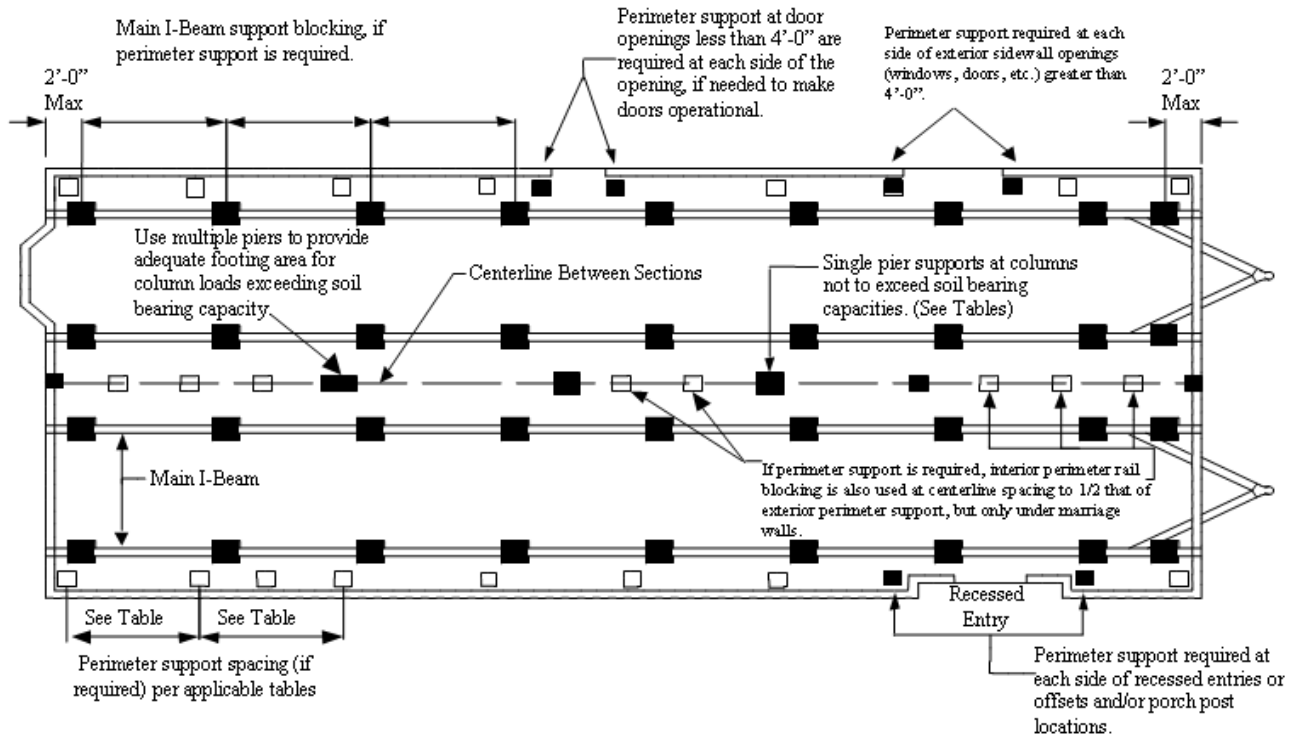 Main I-Beam support blocking, if
perimeter support is required.
Perimeter support at door
openings less than 4'-0" are
required at each side of the
opening, if needed to make
doors operational.
Perimeter support required at each
side of exterior sidewall openings
(windows, doors, etc.) greater than
4'-0".
2'-0"
Max
2'-0"
Max
Use multiple piers to provide
adequate footing area for
column loads exceeding soil
bearing capacity
Centerline Between Sections
Single pier supports at columns
not to exceed soil bearing
capacities. (See Tables)
Main I-Beam
If perimeter support is required, interior perimeter rail
blocking is also used at centerline spacing to 1/2 that of
exterior perimeter support, but only under marriage
walls.
See Table
See Table
Recessed
Entry
Perimeter support spacing (if
required) per applicable tables
Perimeter support required at
each side of recessed entries or
offsets and/or porch post
locations.